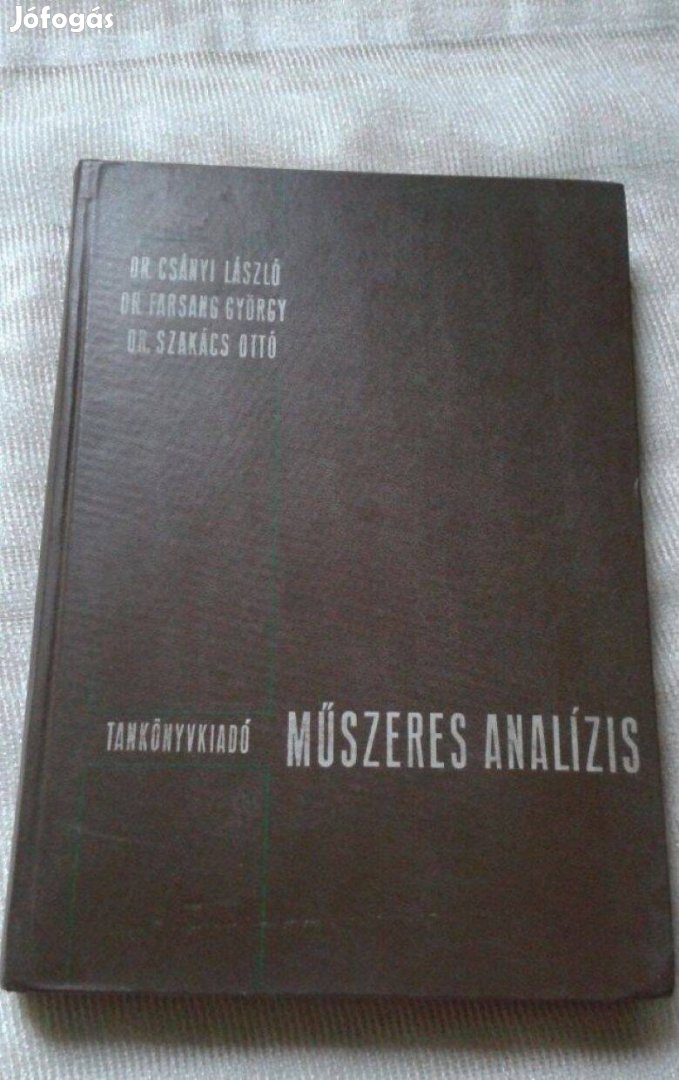 Jófogás
DR. CSÁNYI LÁSZLÓ
DR. FARSANG GYÖRGY
DR. SZAKÁCS OTTÓ
TANKÖNYVKIADÓ
MŰSZERES ANALÍZIS